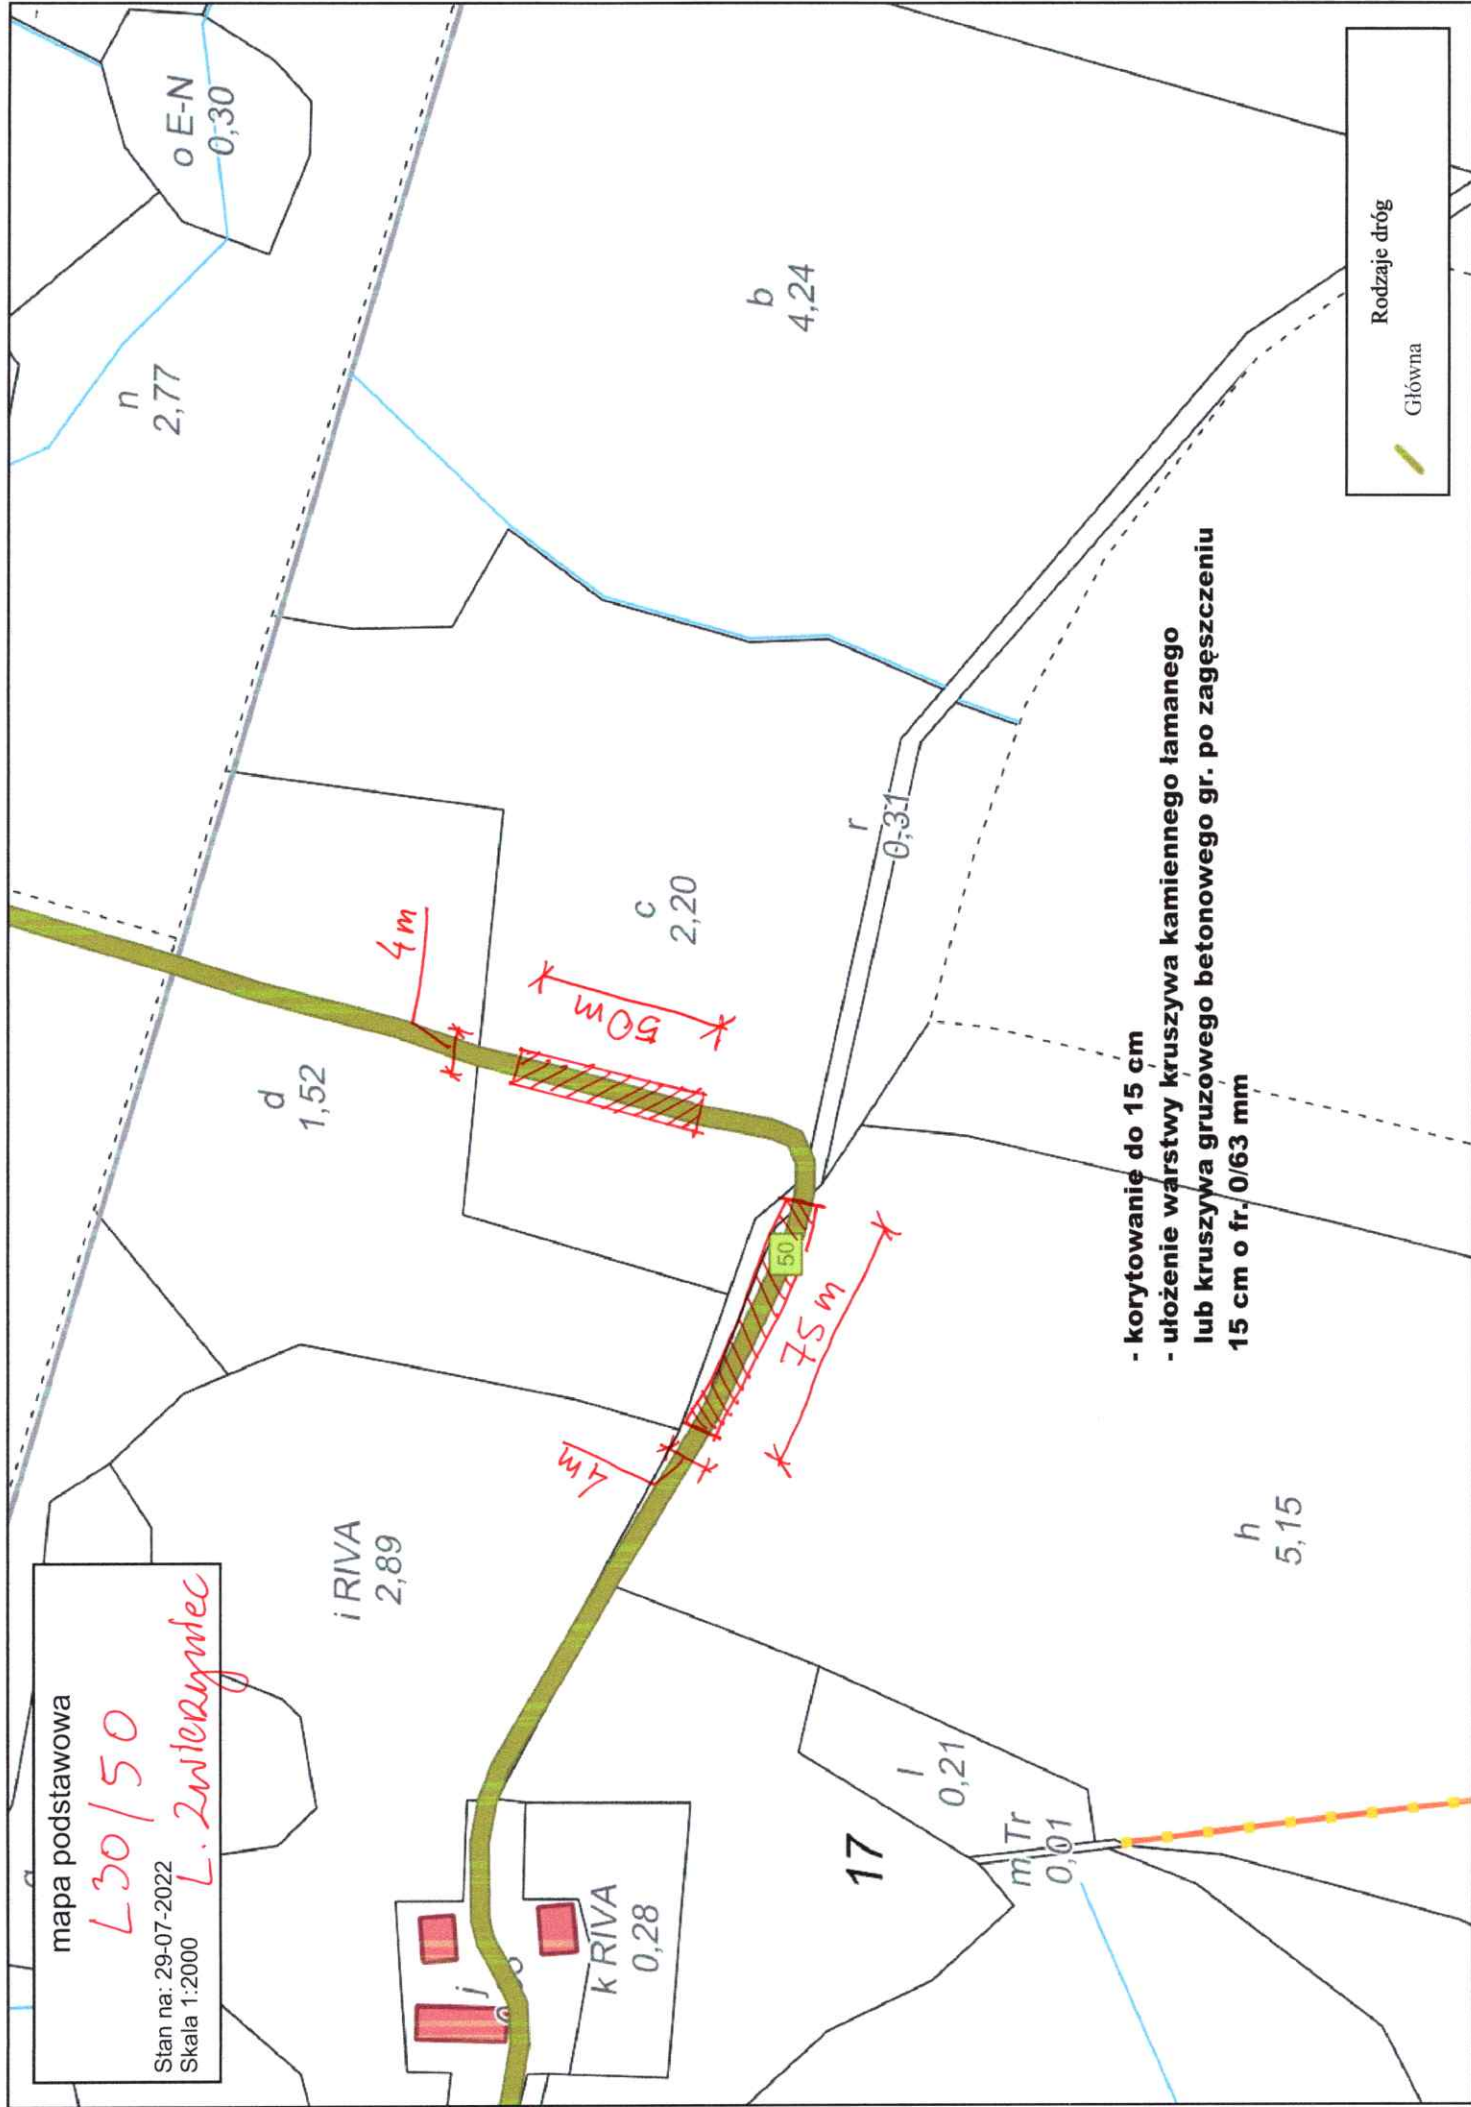 mapa podstawowa
L30/50
Stan na: 29-07-2022
Skala 1:2000
L. Zwierzyniec
o E-N
0,30
n
2,77
b
4,24
d
1,52
4m
50m
c
2,20
r
0,31
i RIVA
2,89
4m
50
75 m
j
k RIVA
0,28
17
l
0,21
m Tr
0,01
h
5,15
- korytowanie do 15 cm
- ułożenie warstwy kruszywa kamiennego łamanego
lub kruszywa gruzowego betonowego gr. po zagęszczeniu
15 cm o fr. 0/63 mm
Rodzaje dróg
Główna